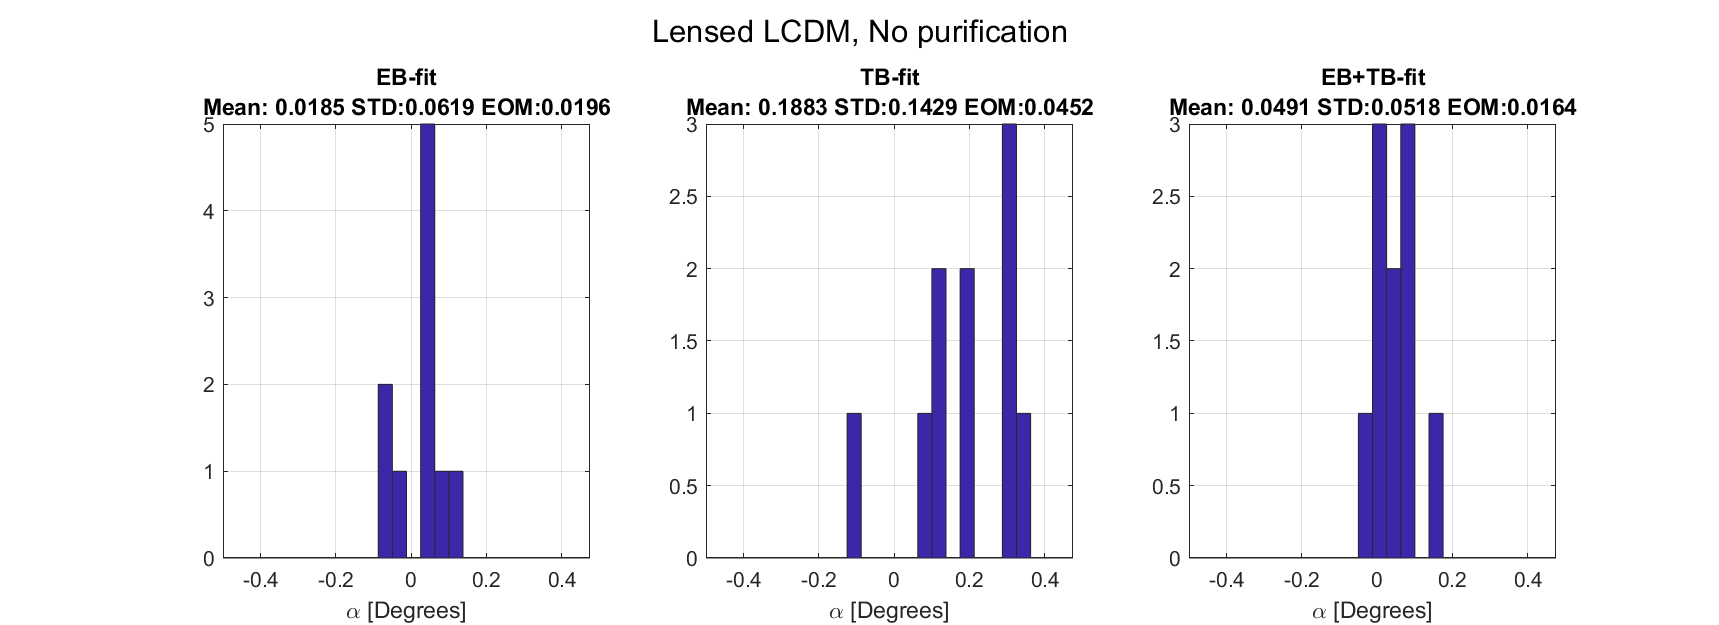 Lensed LCDM, No purification
EB-fit
Mean: 0.0185 STD:0.0619 EOM:0.0196
5
4
3
2
1
0
-0.4 -0.2 0 0.2 0.4
α [Degrees]
TB-fit
Mean: 0.1883 STD:0.1429 EOM:0.0452
3
2.5
2
1.5
1
0.5
0
-0.4 -0.2 0 0.2 0.4
α [Degrees]
EB+TB-fit
Mean: 0.0491 STD:0.0518 EOM:0.0164
3
2.5
2
1.5
1
0.5
0
-0.4 -0.2 0 0.2 0.4
α [Degrees]